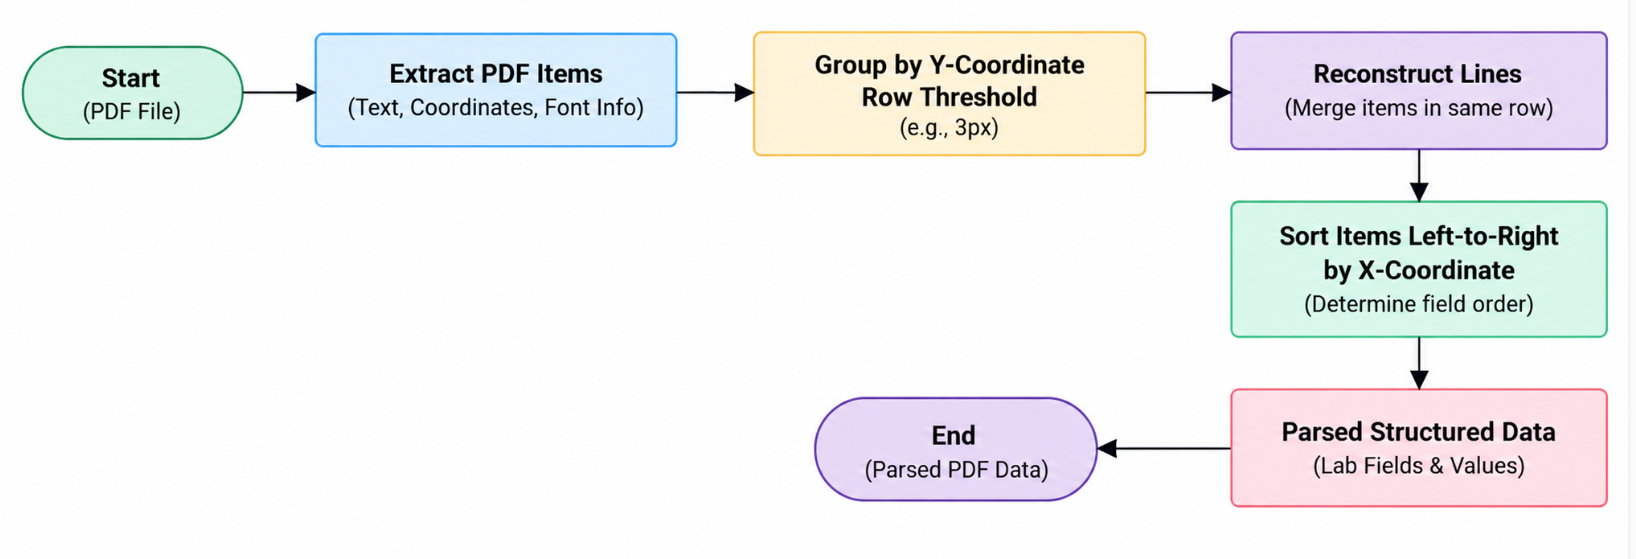 Start
(PDF File)
Extract PDF Items
(Text, Coordinates, Font Info)
Group by Y-Coordinate
Row Threshold
(e.g., 3px)
Reconstruct Lines
(Merge items in same row)
Sort Items Left-to-Right
by X-Coordinate
(Determine field order)
Parsed Structured Data
(Lab Fields & Values)
End
(Parsed PDF Data)